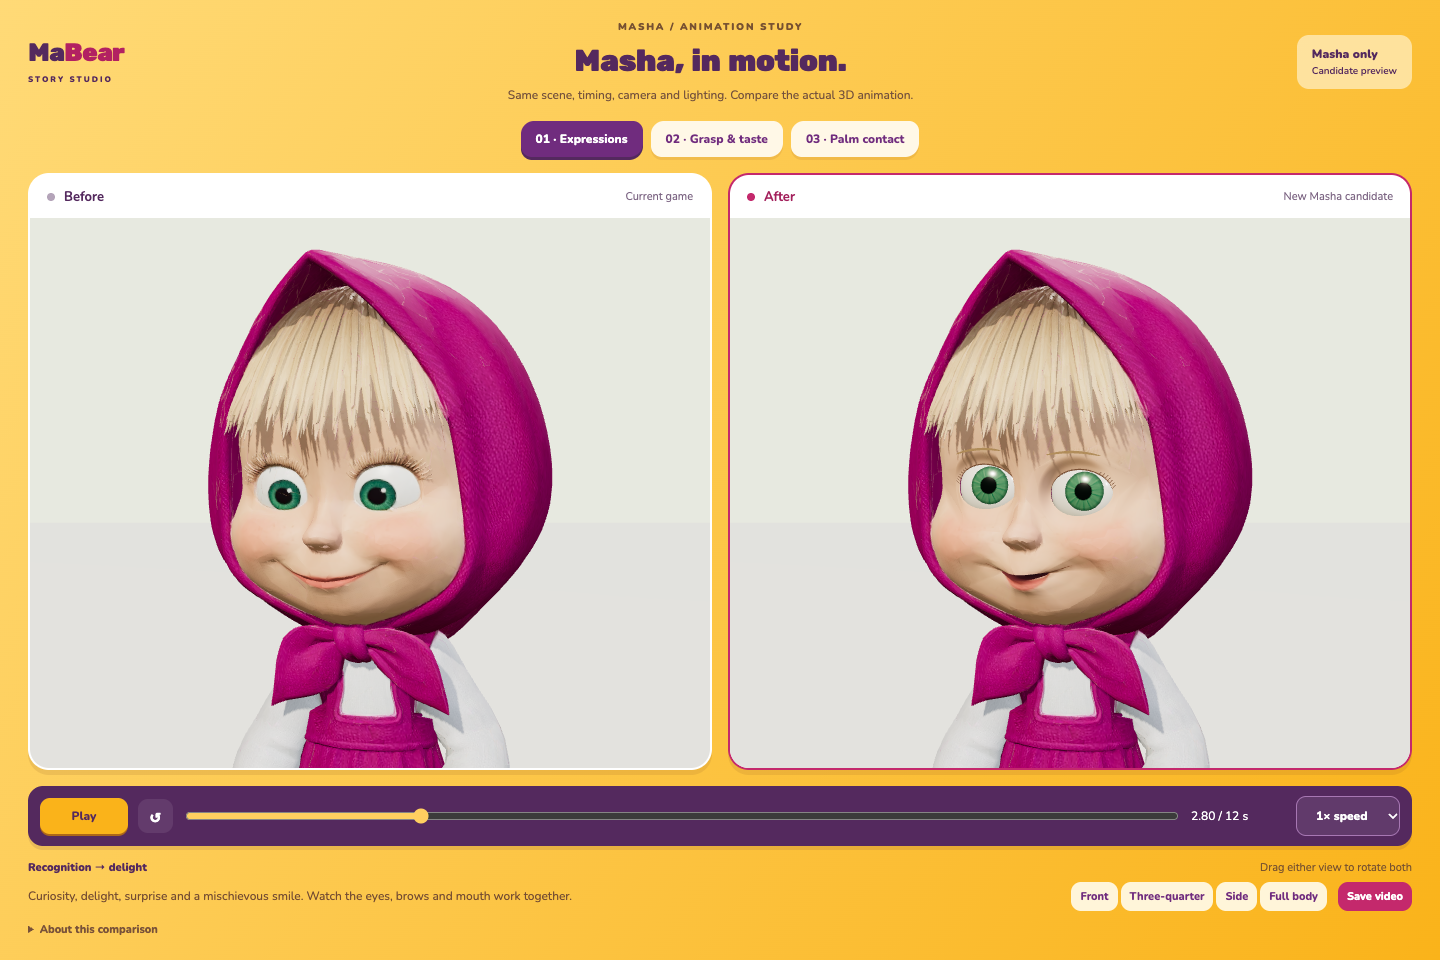 MASHA / ANIMATION STUDY
MaBear
STORY STUDIO
Masha, in motion.
Same scene, timing, camera and lighting. Compare the actual 3D animation.
Masha only
Candidate preview
01 · Expressions
02 · Grasp & taste
03 · Palm contact
Before
Current game
After
New Masha candidate
Play
↺
2.80 / 12 s
1× speed
Recognition → delight
Drag either view to rotate both
Curiosity, delight, surprise and a mischievous smile. Watch the eyes, brows and mouth work together.
Front
Three-quarter
Side
Full body
Save video
About this comparison